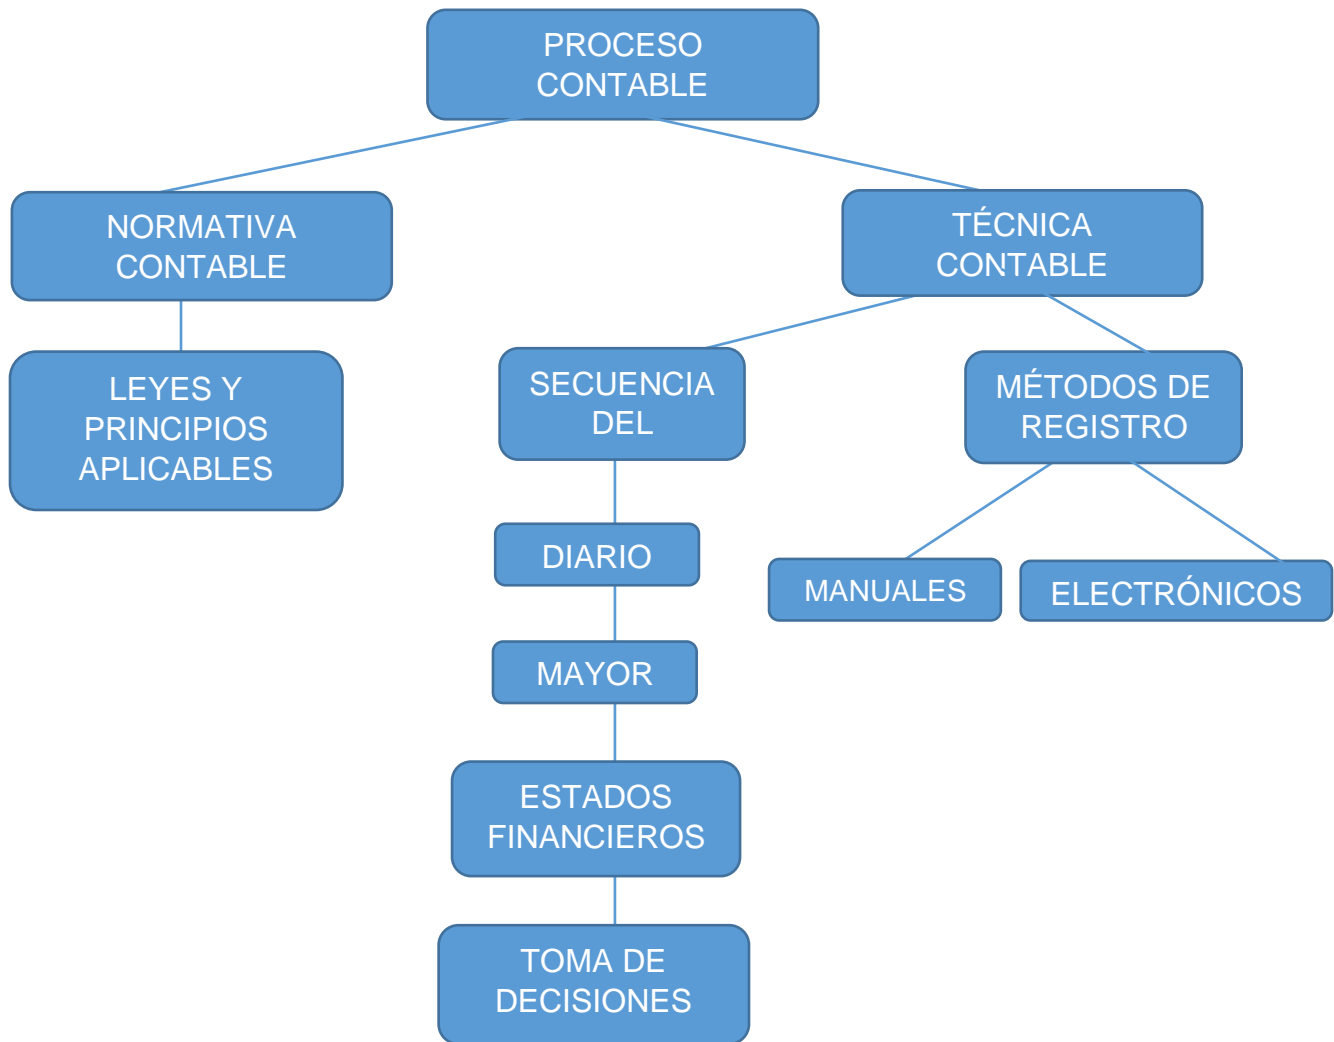 PROCESO
CONTABLE
NORMATIVA
CONTABLE
TÉCNICA
CONTABLE
LEYES Y
PRINCIPIOS
APLICABLES
SECUENCIA
DEL
MÉTODOS DE
REGISTRO
DIARIO
MANUALES
ELECTRÓNICOS
MAYOR
ESTADOS
FINANCIEROS
TOMA DE
DECISIONES